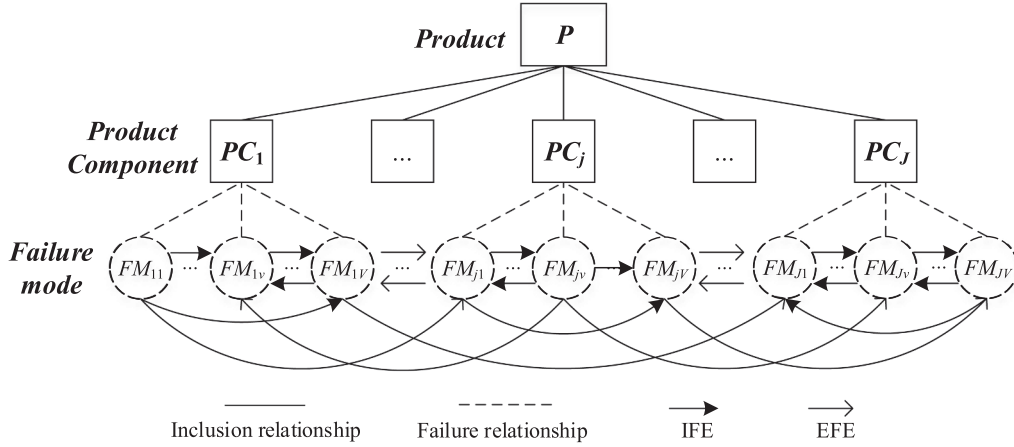 Product P
Product
Component
PC1 ... PCj ... PCJ
Failure
mode
FM11 ... FM1v ... FM1V ... FMj1 ... FMjv FMjV ... FMJ1 ... FMJv ... FMJV
Inclusion relationship Failure relationship IFE EFE